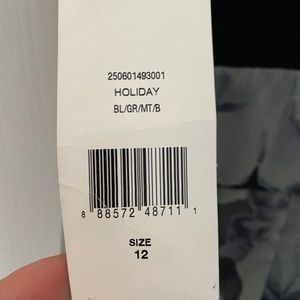 250601493001
HOLIDAY
BL/GR/MT/B
8 88572 48711 1
SIZE
12